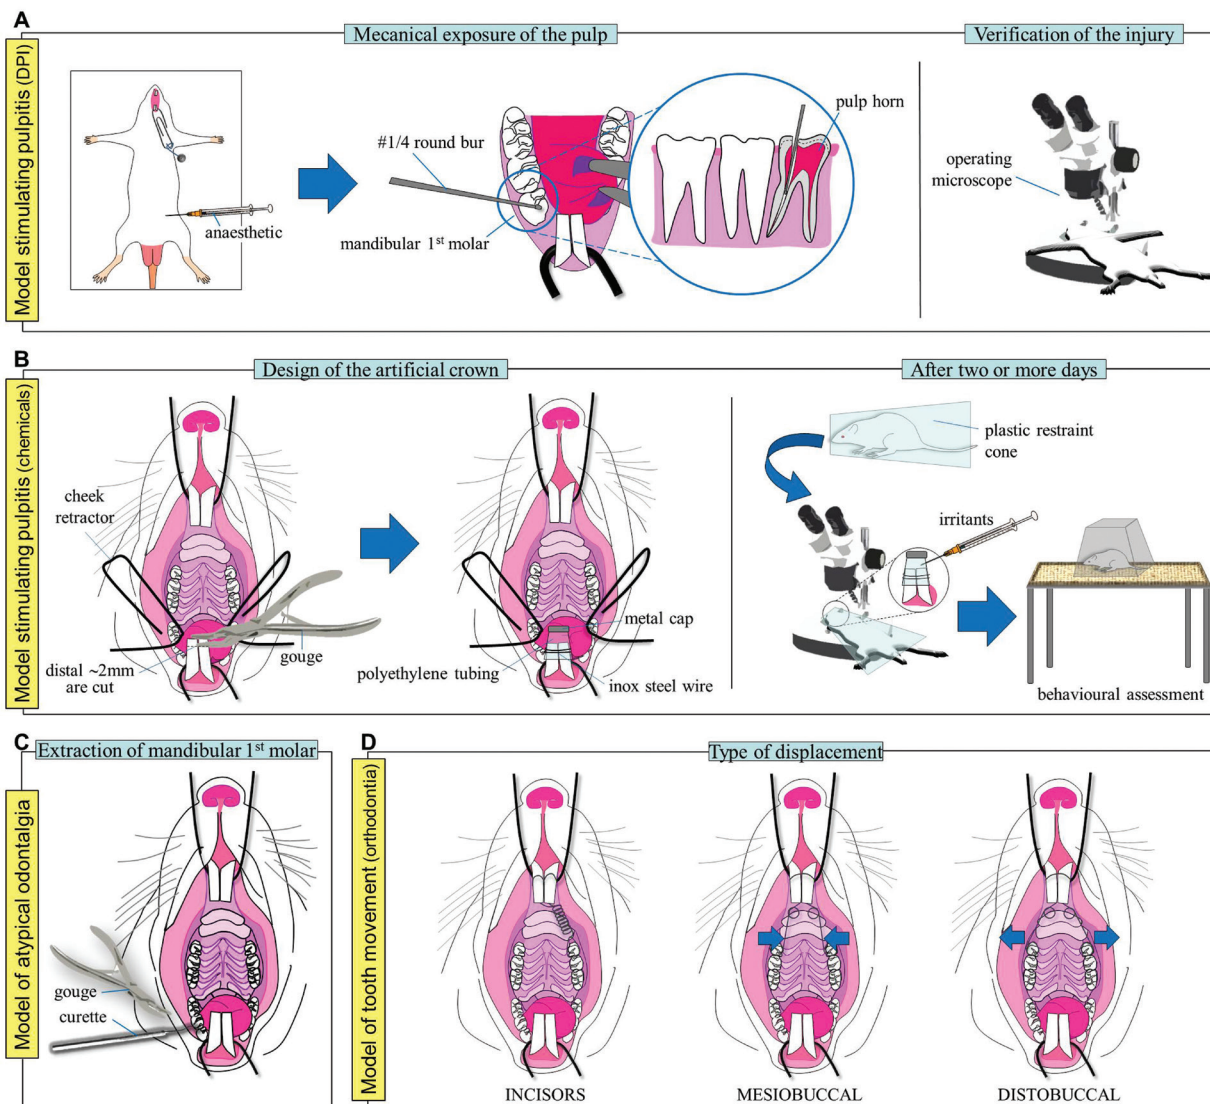 A
Model stimulating pulpitis (DPI)
Mecanical exposure of the pulp
Verification of the injury
pulp horn
#1/4 round bur
operating
microscope
anaesthetic
mandibular 1st molar
B
Model stimulating pulpitis (chemicals)
Design of the artificial crown
After two or more days
plastic restraint
cone
cheek
retractor
irritants
metal cap
gouge
polyethylene tubing
distal ~2mm
are cut
inox steel wire
behavioural assessment
C
Model of atypical odontalgia
Extraction of mandibular 1st molar
gouge
curette
D
Model of tooth movement (orthodontia)
Type of displacement
INCISORS
MESIOBUCCAL
DISTOBUCCAL